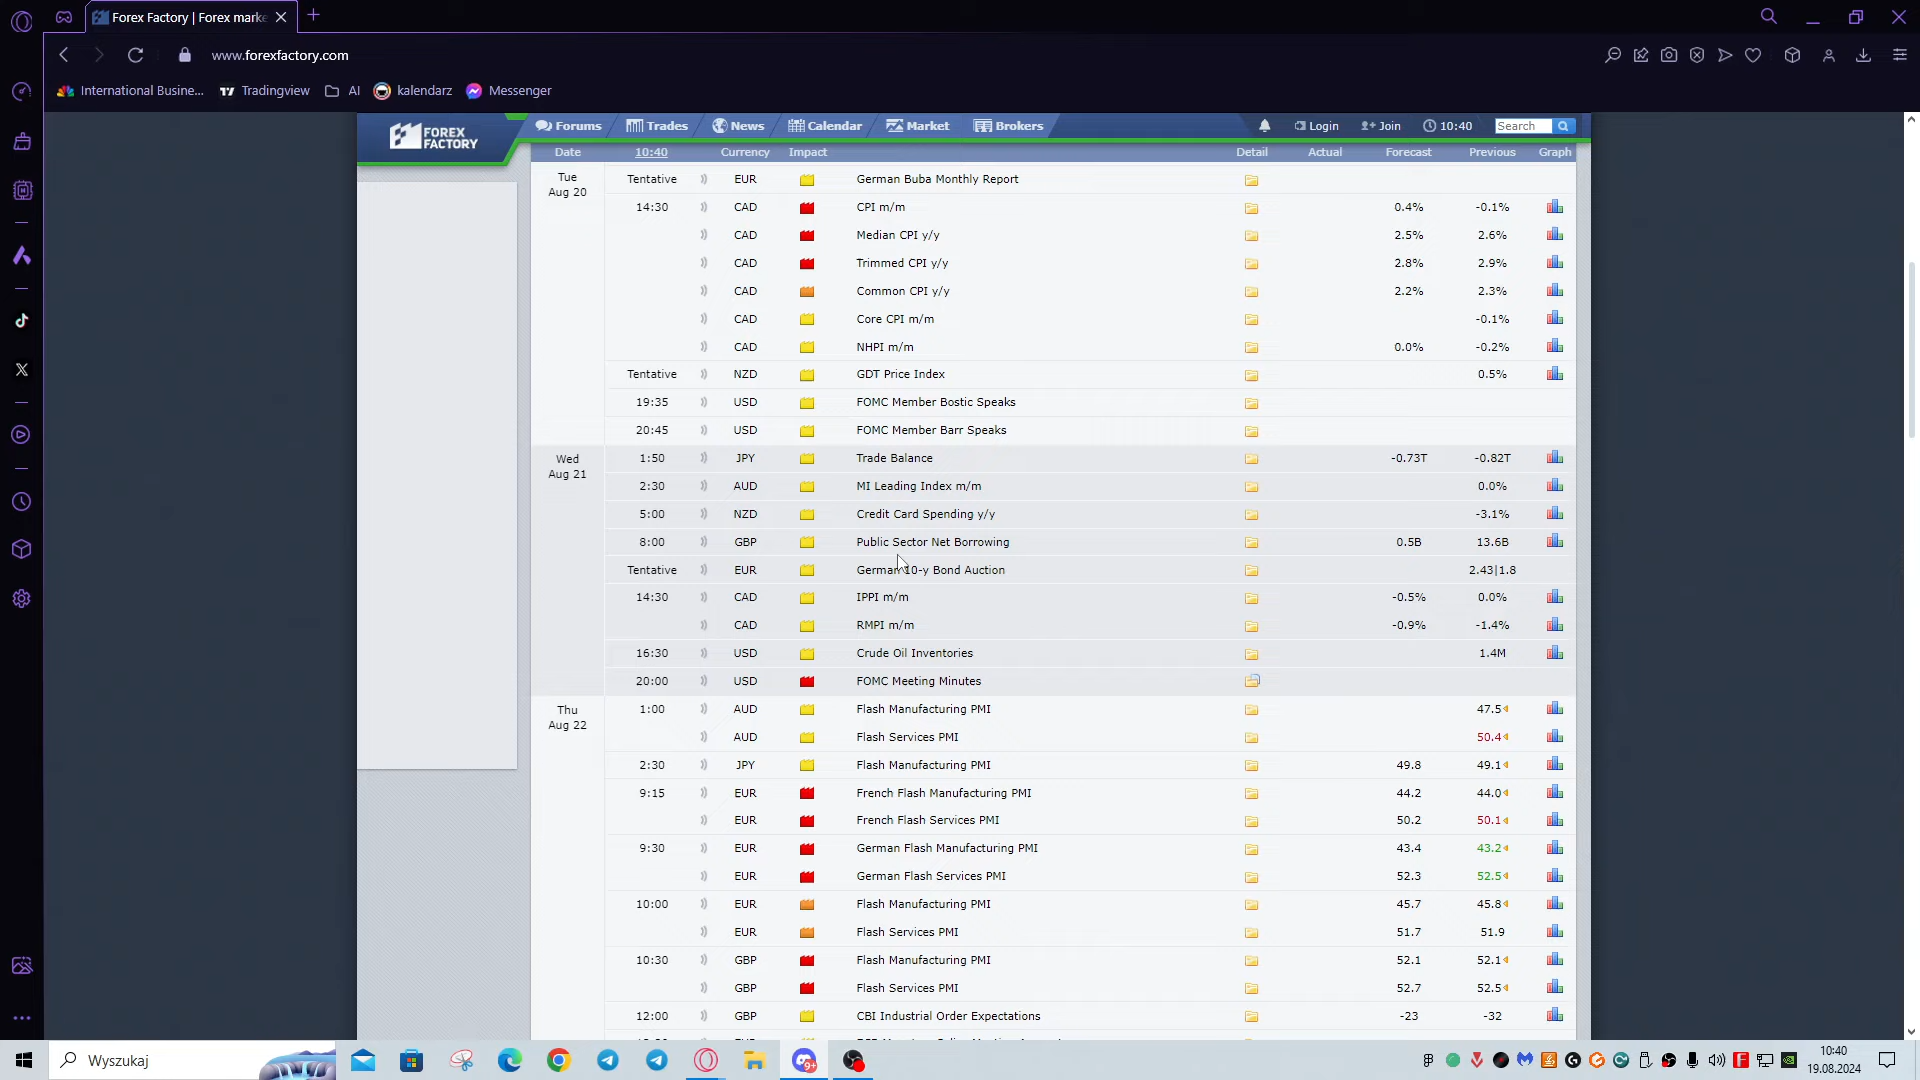 Forex Factory | Forex marke
www.forexfactory.com
International Busine... Tradingview AI kalendarz Messenger
FOREX FACTORY Forums Trades News Calendar Market Brokers Login Join 10:40 Search
Date 10:40 Currency Impact Detail Actual Forecast Previous Graph
Tue Aug 20 Tentative EUR German Buba Monthly Report
14:30 CAD CPI m/m 0.4% -0.1%
CAD Median CPI y/y 2.5% 2.6%
CAD Trimmed CPI y/y 2.8% 2.9%
CAD Common CPI y/y 2.2% 2.3%
CAD Core CPI m/m -0.1%
CAD NHPI m/m 0.0% -0.2%
Tentative NZD GDT Price Index 0.5%
19:35 USD FOMC Member Bostic Speaks
20:45 USD FOMC Member Barr Speaks
Wed Aug 21 1:50 JPY Trade Balance -0.73T -0.82T
2:30 AUD MI Leading Index m/m 0.0%
5:00 NZD Credit Card Spending y/y -3.1%
8:00 GBP Public Sector Net Borrowing 0.5B 13.6B
Tentative EUR German 10-y Bond Auction 2.43|1.8
14:30 CAD IPPI m/m -0.5% 0.0%
CAD RMPI m/m -0.9% -1.4%
16:30 USD Crude Oil Inventories 1.4M
20:00 USD FOMC Meeting Minutes
Thu Aug 22 1:00 AUD Flash Manufacturing PMI 47.5
AUD Flash Services PMI 50.4
2:30 JPY Flash Manufacturing PMI 49.8 49.1
9:15 EUR French Flash Manufacturing PMI 44.2 44.0
EUR French Flash Services PMI 50.2 50.1
9:30 EUR German Flash Manufacturing PMI 43.4 43.2
EUR German Flash Services PMI 52.3 52.5
10:00 EUR Flash Manufacturing PMI 45.7 45.8
EUR Flash Services PMI 51.7 51.9
10:30 GBP Flash Manufacturing PMI 52.1 52.1
GBP Flash Services PMI 52.7 52.5
12:00 GBP CBI Industrial Order Expectations -23 -32
Wyszukaj 9+ 10:40
19.08.2024